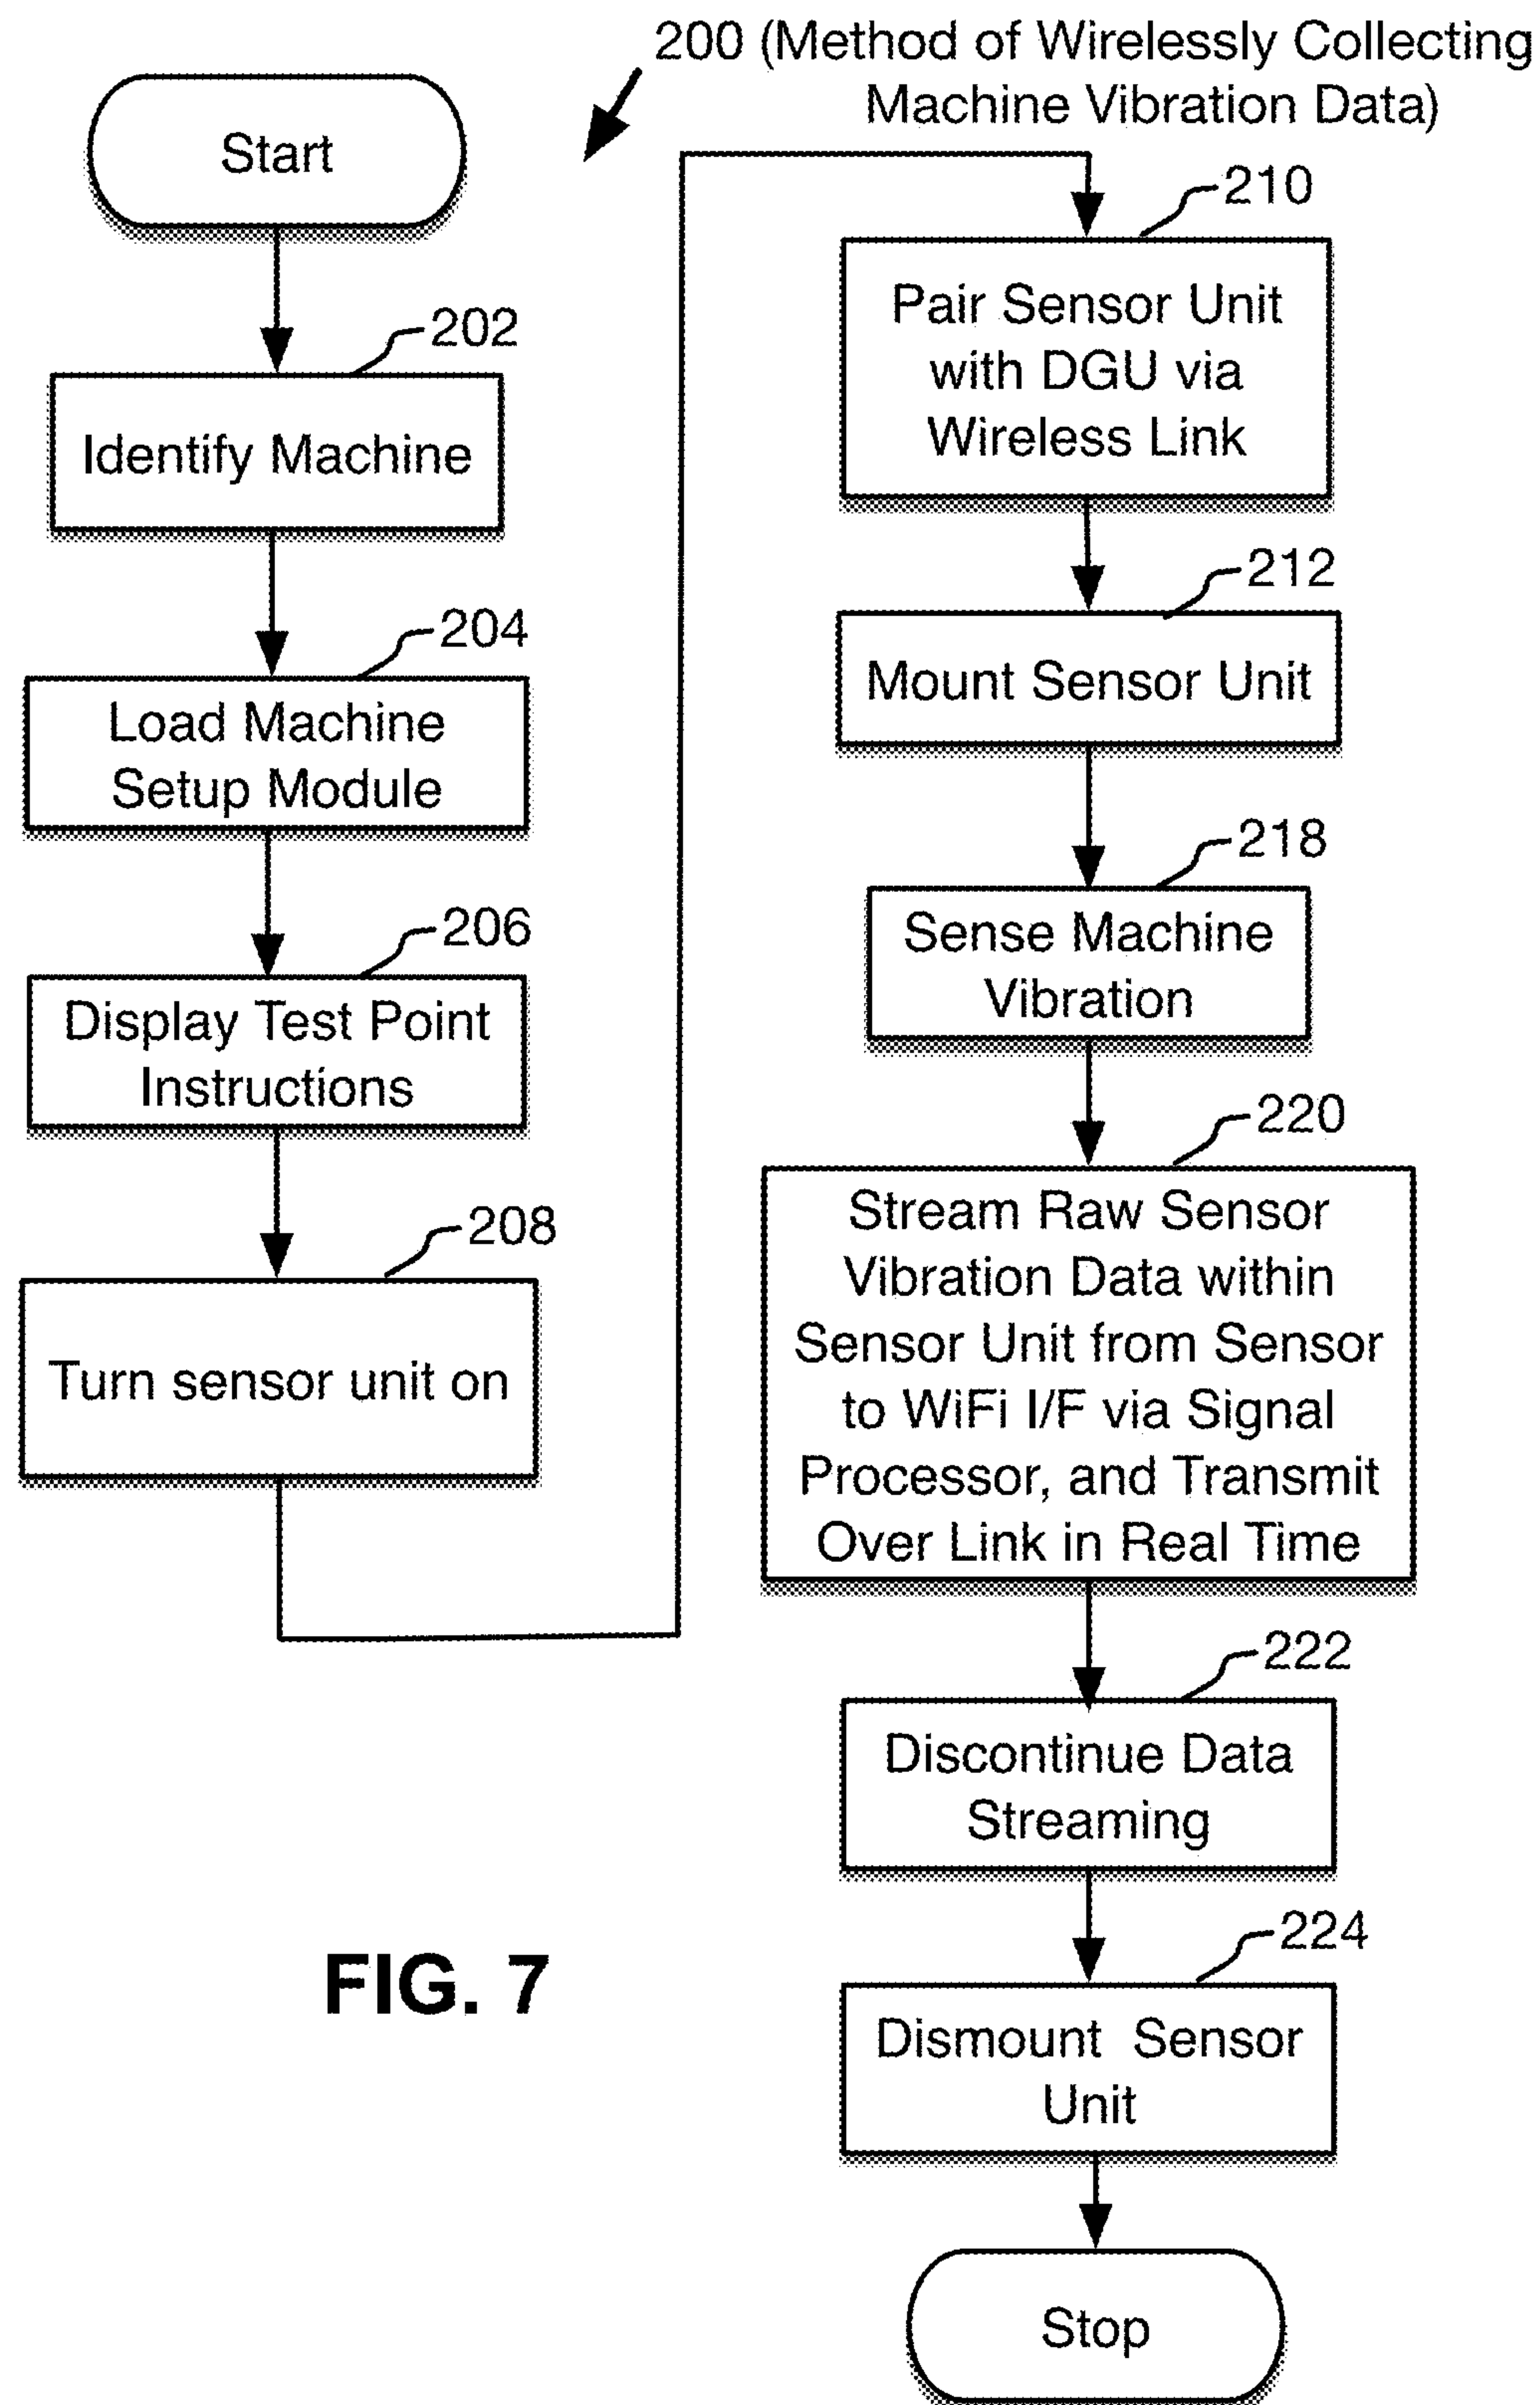 200 (Method of Wirelessly Collecting
Machine Vibration Data)
Start
202
Identify Machine
204
Load Machine
Setup Module
206
Display Test Point
Instructions
208
Turn sensor unit on
210
Pair Sensor Unit
with DGU via
Wireless Link
212
Mount Sensor Unit
218
Sense Machine
Vibration
220
Stream Raw Sensor
Vibration Data within
Sensor Unit from Sensor
to WiFi I/F via Signal
Processor, and Transmit
Over Link in Real Time
222
Discontinue Data
Streaming
224
Dismount Sensor
Unit
Stop
FIG. 7